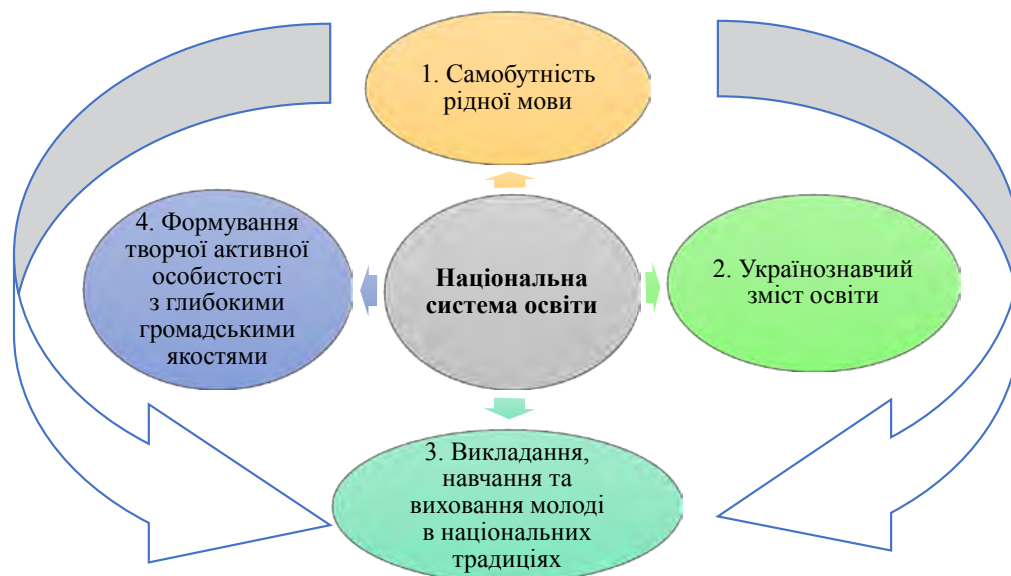 1. Самобутність
рідної мови
4. Формування
творчої активної
особистості
з глибокими
громадськими
якостями
Національна
система освіти
2. Українознавчий
зміст освіти
3. Викладання,
навчання та
виховання молоді
в національних
традиціях